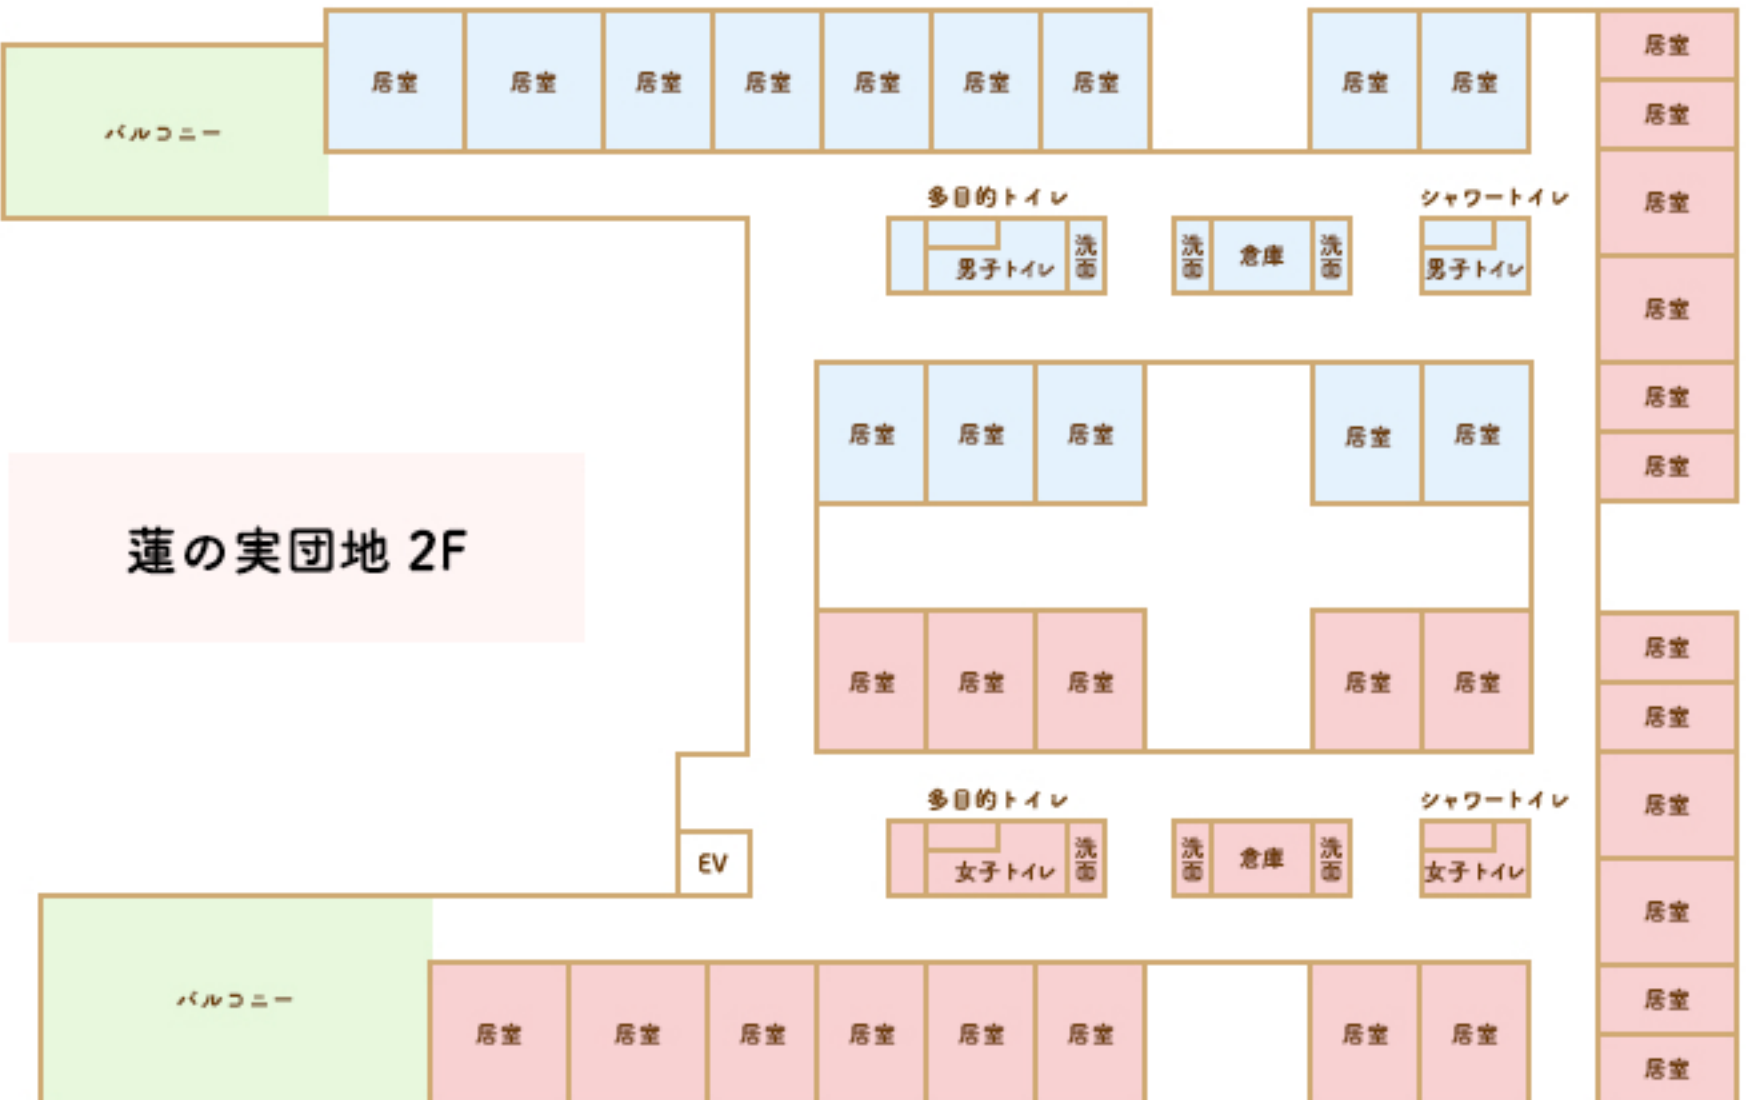 居室 居室 居室 居室 居室 居室 居室 居室 居室 居室
バルコニー
居室
多目的トイレ シャワートイレ
居室
男子トイレ 洗面 洗面 倉庫 洗面 男子トイレ
居室
居室
居室 居室 居室 居室 居室
居室
蓮の実団地 2F
居室
居室 居室 居室 居室 居室
居室
多目的トイレ シャワートイレ
居室
EV 女子トイレ 洗面 洗面 倉庫 洗面 女子トイレ
居室
バルコニー
居室
居室 居室 居室 居室 居室 居室 居室 居室
居室